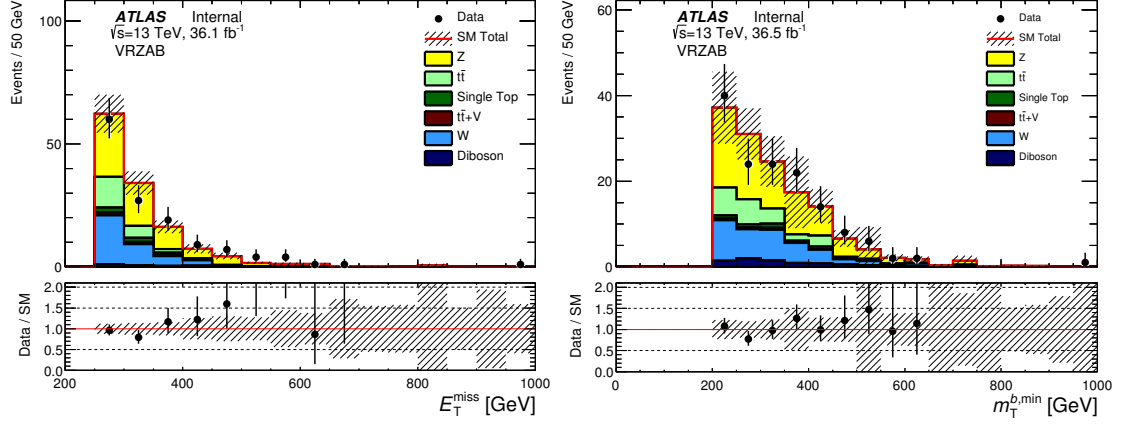 Events / 50 GeV
100
50
0
ATLAS Internal
√s=13 TeV, 36.1 fb⁻¹
VRZAB
Data
SM Total
Z
tt̄
Single Top
tt̄+V
W
Diboson
Data / SM
2.0
1.5
1.0
0.5
200 400 600 800 1000
E_T^miss [GeV]
Events / 50 GeV
60
40
20
0
ATLAS Internal
√s=13 TeV, 36.5 fb⁻¹
VRZAB
Data
SM Total
Z
tt̄
Single Top
tt̄+V
W
Diboson
Data / SM
2.0
1.5
1.0
0.5
0.0
0 200 400 600 800 1000
m_T^b,min [GeV]